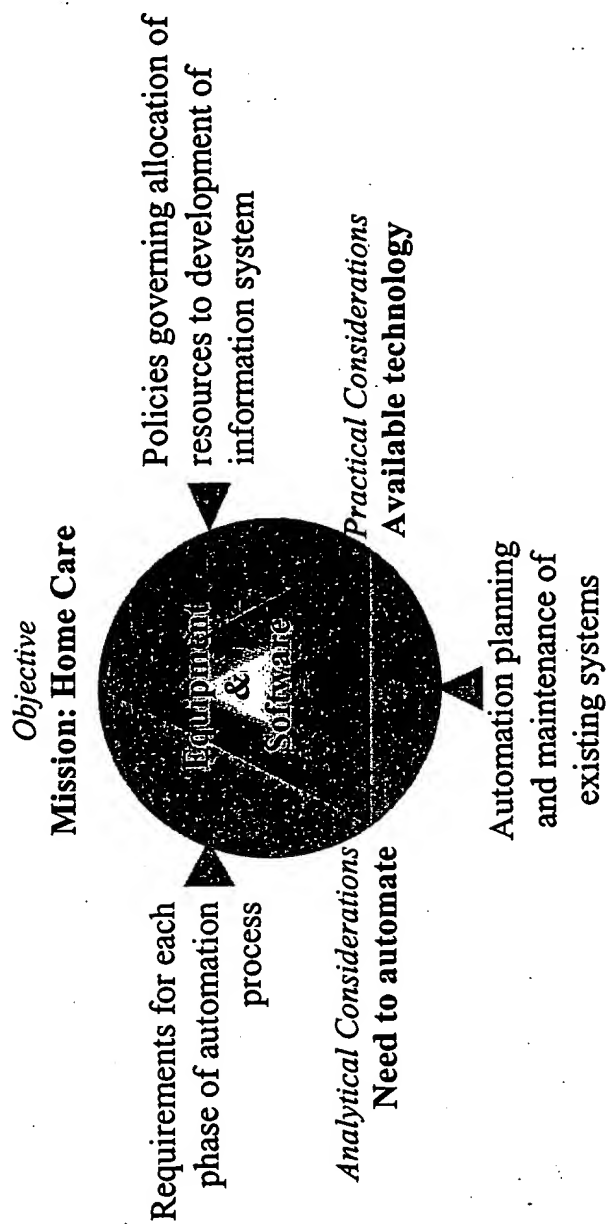 Objective
Mission: Home Care
Requirements for each
phase of automation
process
Policies governing allocation of
resources to development of
information system
Equipment
&
Software
Analytical Considerations
Need to automate
Practical Considerations
Available technology
Automation planning
and maintenance of
existing systems